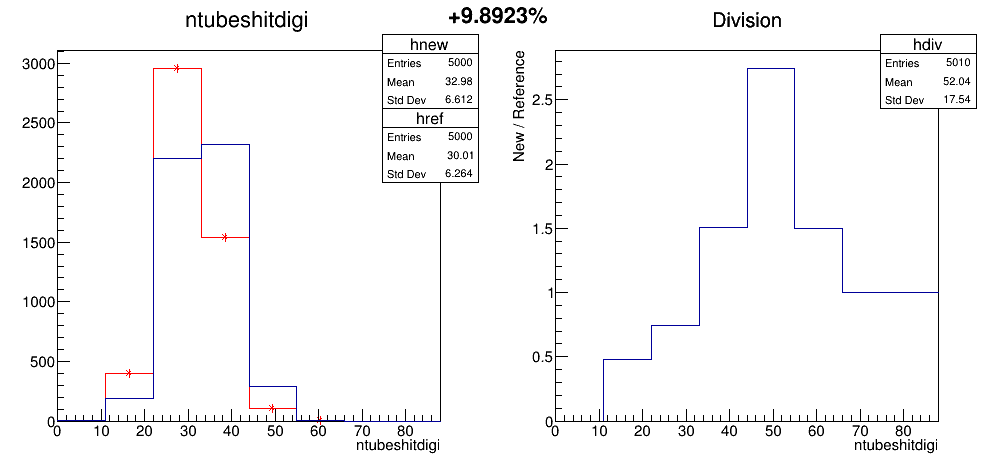 ntubeshitdigi
+9.8923%
Division
hnew
Entries 5000
Mean 32.98
Std Dev 6.612
href
Entries 5000
Mean 30.01
Std Dev 6.264
3000
2500
2000
1500
1000
500
0
0 10 20 30 40 50 60 70 80
ntubeshitdigi
hdiv
Entries 5010
Mean 52.04
Std Dev 17.54
New / Reference
2.5
2
1.5
1
0.5
0
0 10 20 30 40 50 60 70 80
ntubeshitdigi